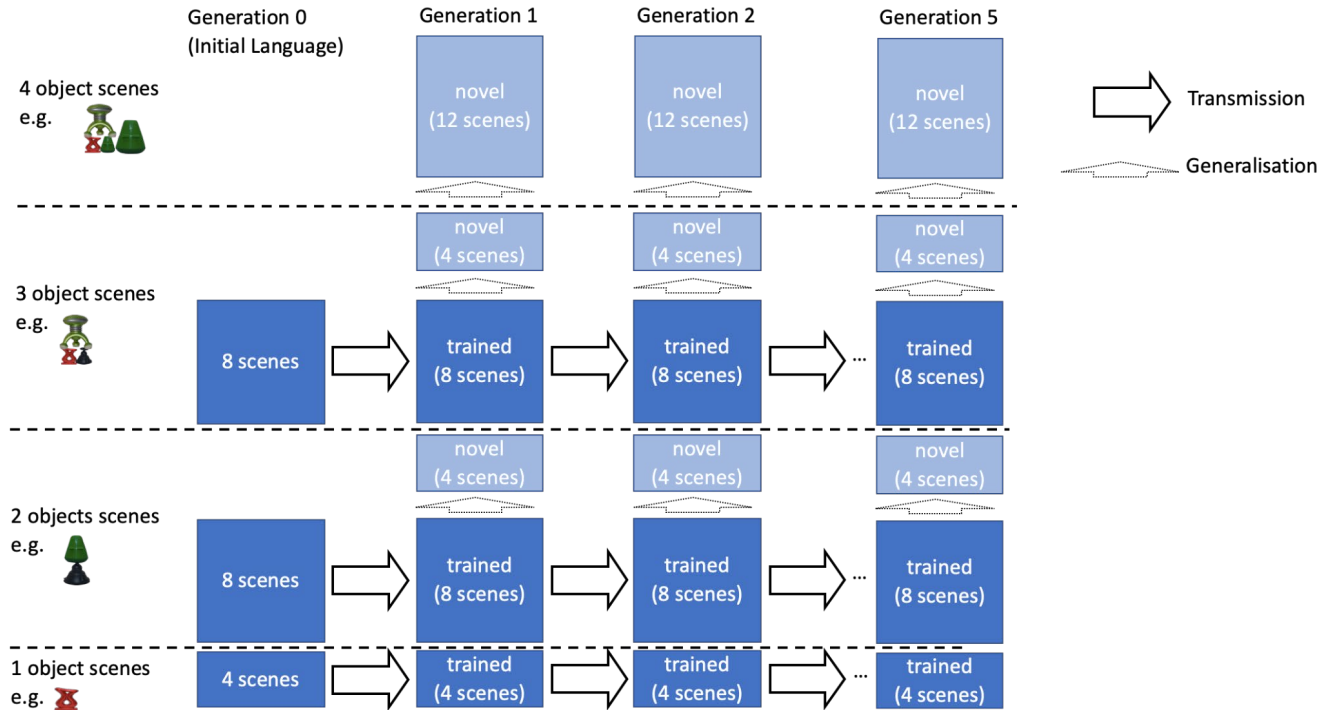 Generation 0
(Initial Language)
Generation 1
Generation 2
Generation 5
4 object scenes
e.g.
novel
(12 scenes)
novel
(12 scenes)
novel
(12 scenes)
Transmission
Generalisation
3 object scenes
e.g.
novel
(4 scenes)
novel
(4 scenes)
novel
(4 scenes)
8 scenes
trained
(8 scenes)
trained
(8 scenes)
...
trained
(8 scenes)
2 objects scenes
e.g.
novel
(4 scenes)
novel
(4 scenes)
novel
(4 scenes)
8 scenes
trained
(8 scenes)
trained
(8 scenes)
...
trained
(8 scenes)
1 object scenes
e.g.
4 scenes
trained
(4 scenes)
trained
(4 scenes)
...
trained
(4 scenes)